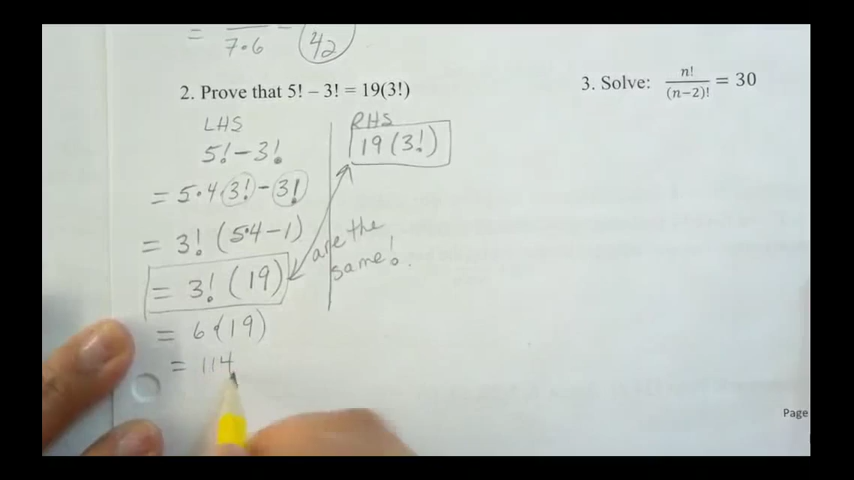 = 7·6 42
2. Prove that 5! – 3! = 19(3!)
LHS
5! – 3!
= 5·4·3! – 3!
= 3! (5·4 – 1)
= 3! (19)
= 6·(19)
= 114
RHS
19(3!)
are the
same!
3. Solve: n!/(n−2)! = 30
Page